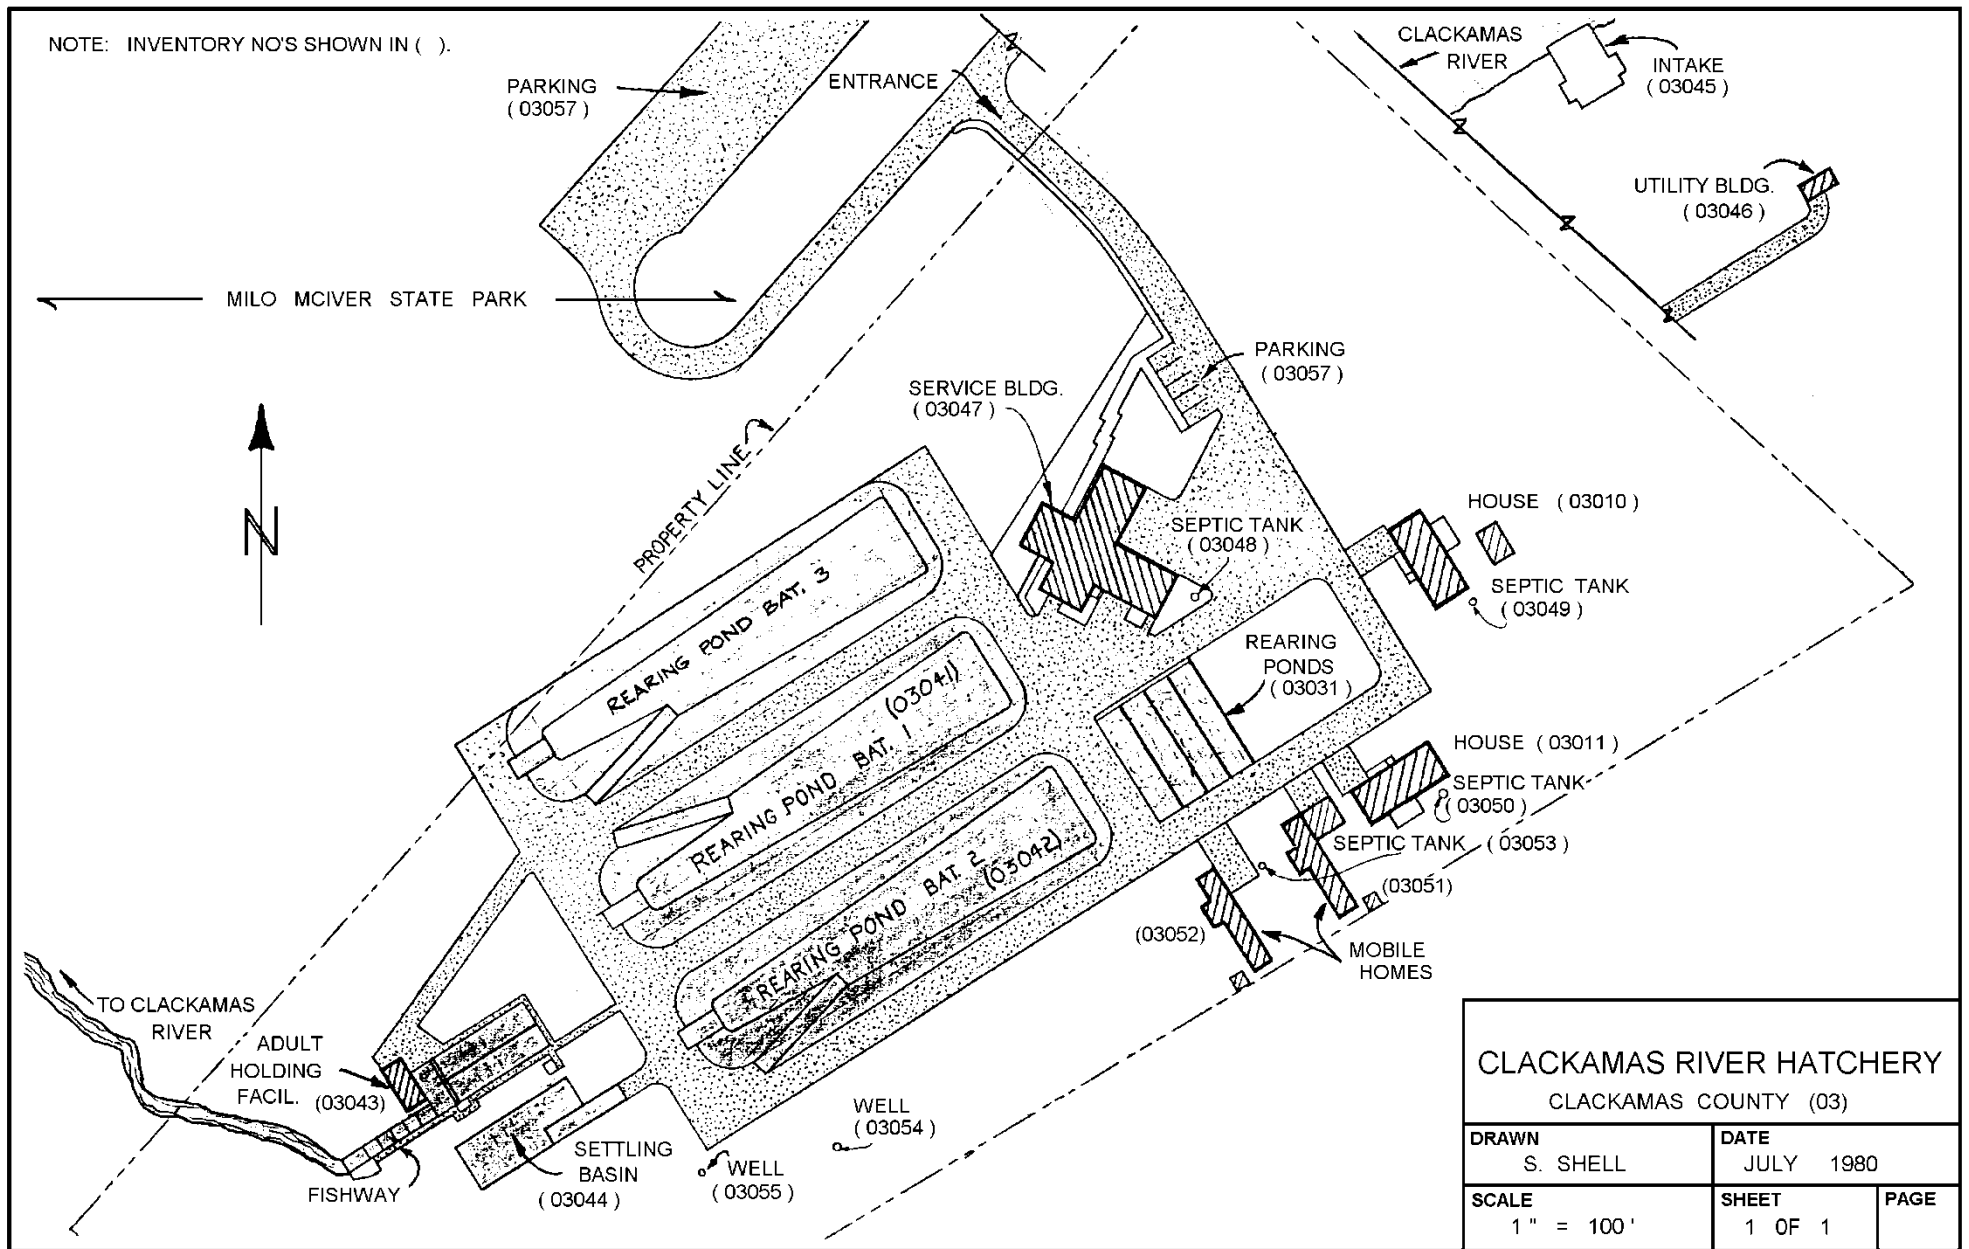 NOTE: INVENTORY NO'S SHOWN IN ( ).
PARKING
( 03057 )
ENTRANCE
CLACKAMAS
RIVER
INTAKE
( 03045 )
UTILITY BLDG.
( 03046 )
MILO MCIVER STATE PARK
PARKING
( 03057 )
SERVICE BLDG.
( 03047 )
N
PROPERTY LINE
SEPTIC TANK
( 03048 )
HOUSE ( 03010 )
SEPTIC TANK
( 03049 )
REARING POND BAT. 3
REARING
PONDS
( 03031 )
REARING POND BAT. 1 (03041)
HOUSE ( 03011 )
SEPTIC TANK
( 03050 )
SEPTIC TANK ( 03053 )
(03051)
REARING POND BAT. 2 (03042)
(03052)
MOBILE
HOMES
TO CLACKAMAS
RIVER
ADULT
HOLDING
FACIL. (03043)
FISHWAY
SETTLING
BASIN
( 03044 )
WELL
( 03054 )
WELL
( 03055 )
CLACKAMAS RIVER HATCHERY
CLACKAMAS COUNTY (03)
DRAWN
S. SHELL
DATE
JULY 1980
SCALE
1 " = 100 '
SHEET
1 OF 1
PAGE